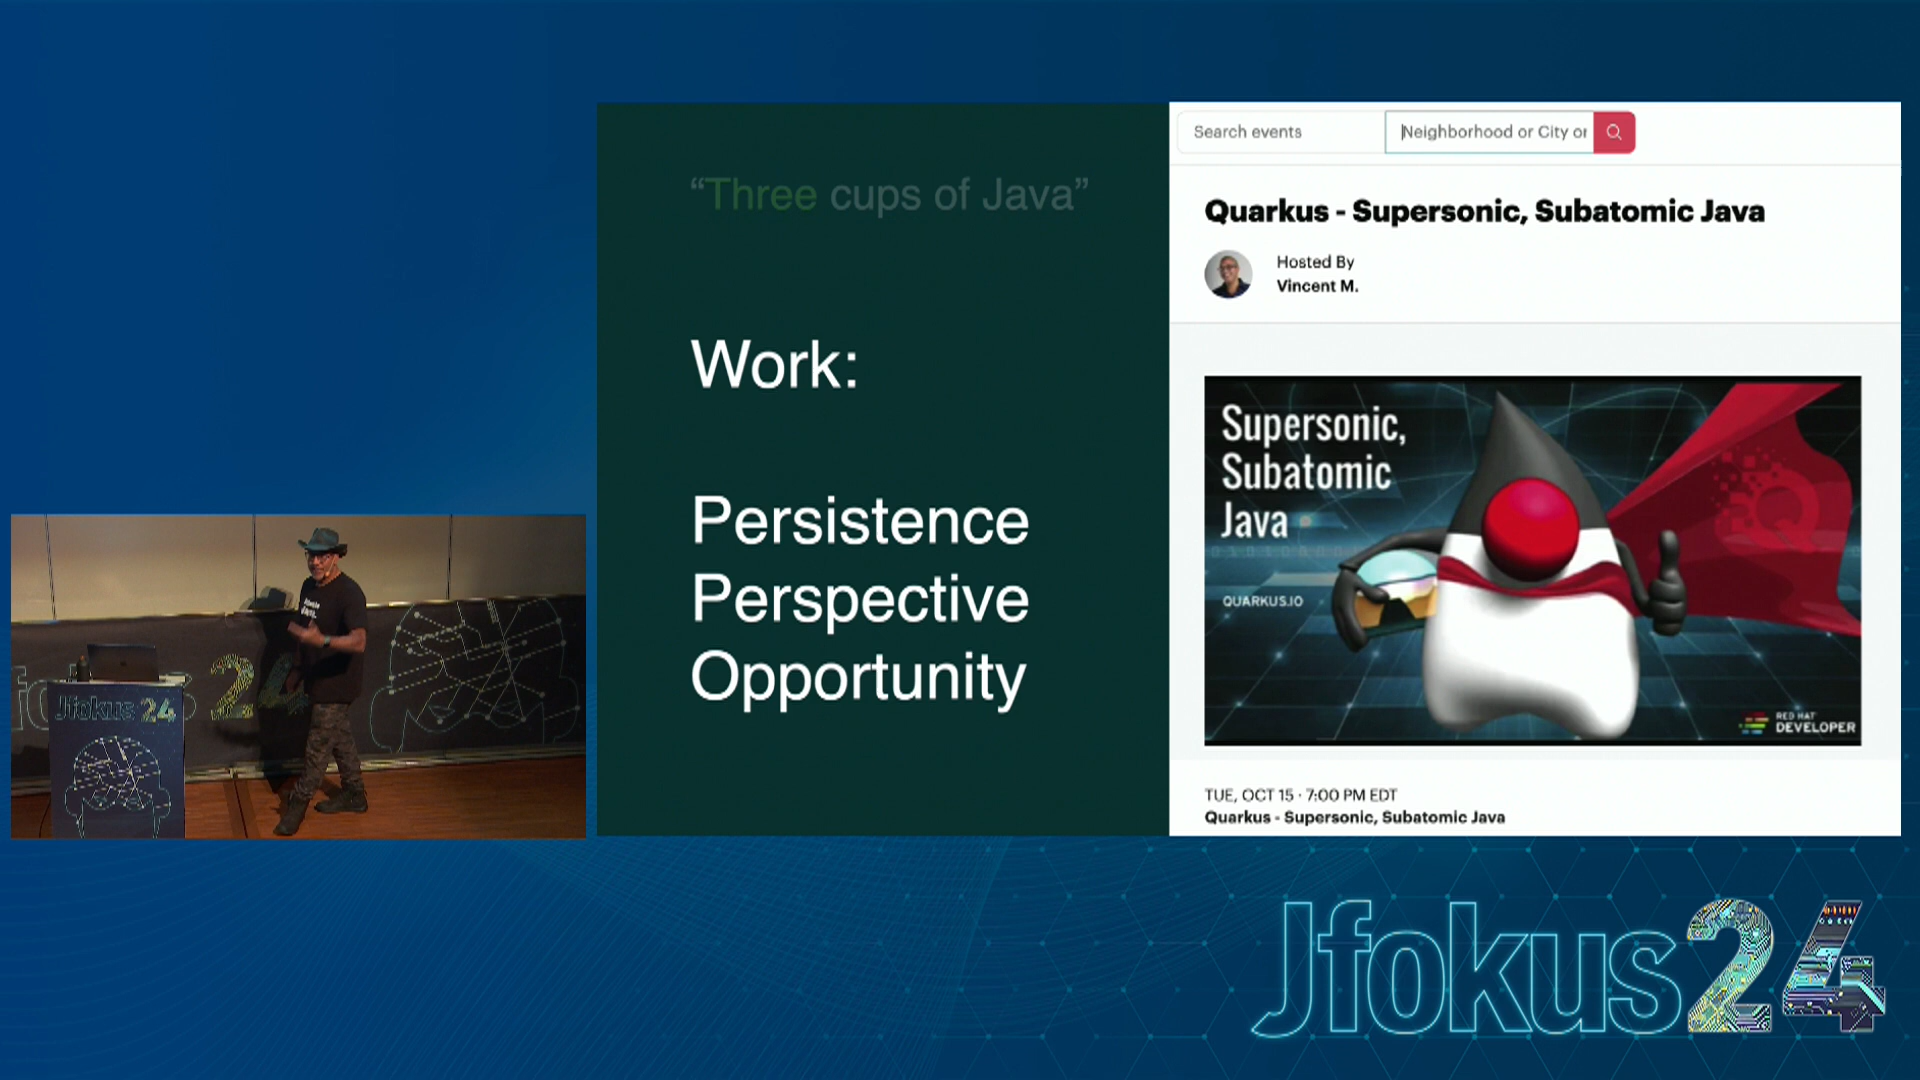 “Three cups of Java”
Work:
Persistence
Perspective
Opportunity
Search events
Neighborhood or City or
Quarkus - Supersonic, Subatomic Java
Hosted By
Vincent M.
Supersonic,
Subatomic
Java
QUARKUS.IO
RED HAT
DEVELOPER
TUE, OCT 15 · 7:00 PM EDT
Quarkus - Supersonic, Subatomic Java
Jfokus 24
24
Jfokus24